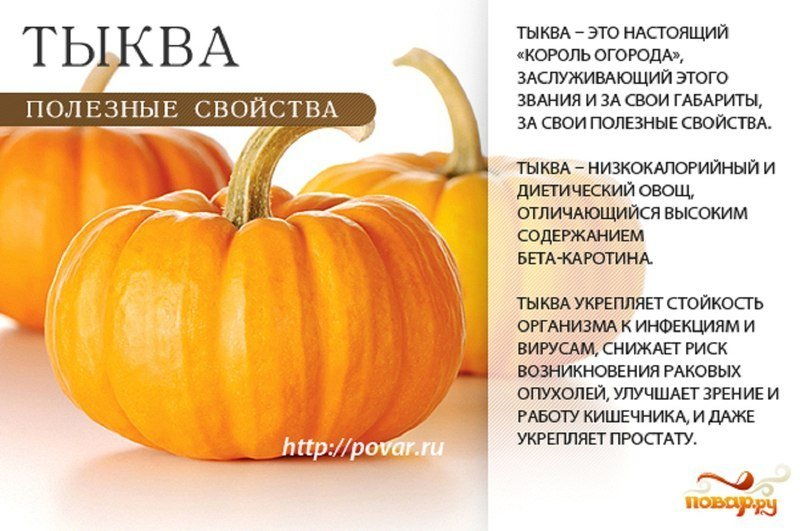 ТЫКВА
ПОЛЕЗНЫЕ СВОЙСТВА
ТЫКВА – ЭТО НАСТОЯЩИЙ
«КОРОЛЬ ОГОРОДА»,
ЗАСЛУЖИВАЮЩИЙ ЭТОГО
ЗВАНИЯ И ЗА СВОИ ГАБАРИТЫ,
ЗА СВОИ ПОЛЕЗНЫЕ СВОЙСТВА.
ТЫКВА – НИЗКОКАЛОРИЙНЫЙ И
ДИЕТИЧЕСКИЙ ОВОЩ,
ОТЛИЧАЮЩИЙСЯ ВЫСОКИМ
СОДЕРЖАНИЕМ
БЕТА-КАРОТИНА.
ТЫКВА УКРЕПЛЯЕТ СТОЙКОСТЬ
ОРГАНИЗМА К ИНФЕКЦИЯМ И
ВИРУСАМ, СНИЖАЕТ РИСК
ВОЗНИКНОВЕНИЯ РАКОВЫХ
ОПУХОЛЕЙ, УЛУЧШАЕТ ЗРЕНИЕ И
РАБОТУ КИШЕЧНИКА, И ДАЖЕ
УКРЕПЛЯЕТ ПРОСТАТУ.
http://povar.ru
повар.ру